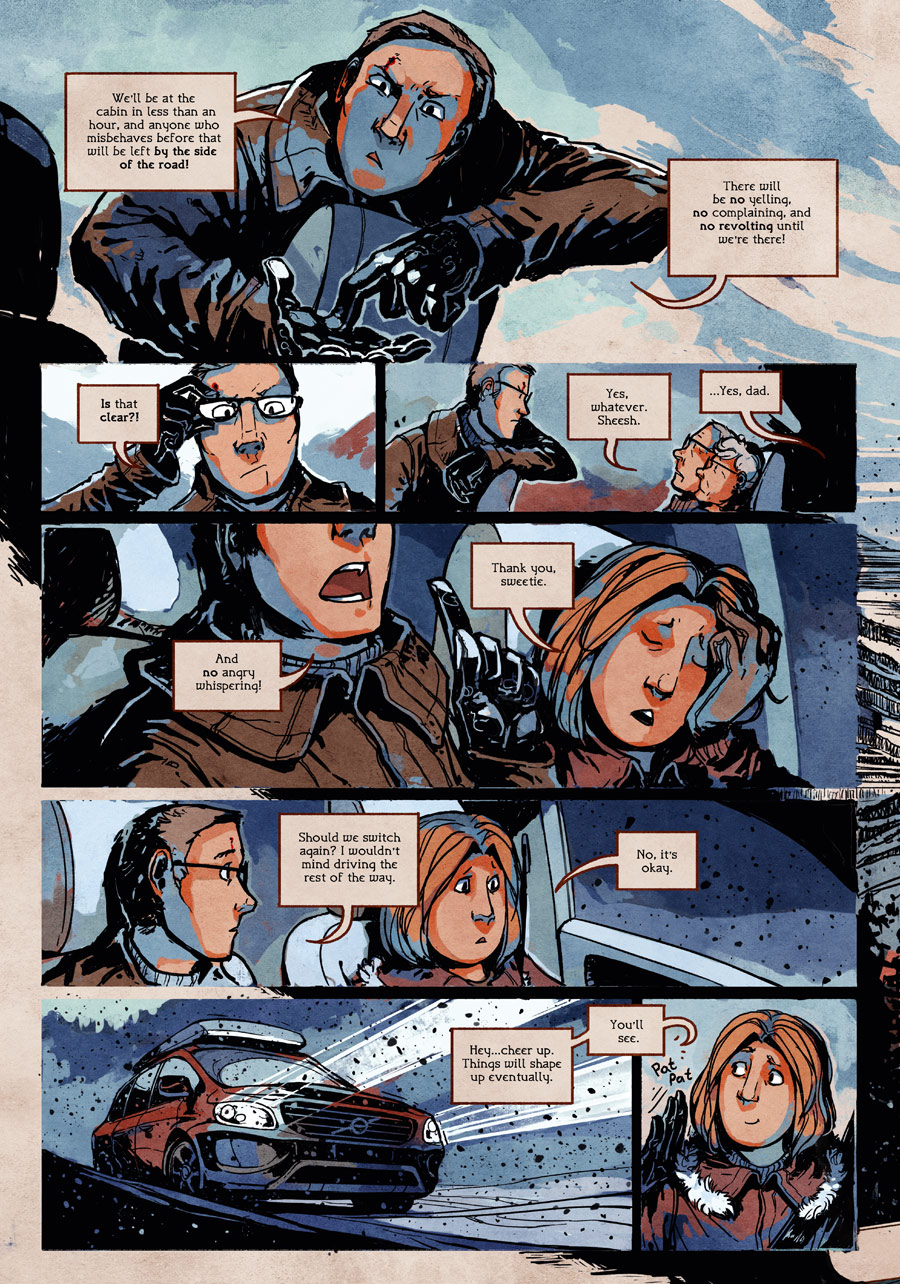 We'll be at the
cabin in less than an
hour, and anyone who
misbehaves before that
will be left by the side
of the road!
There will
be no yelling,
no complaining, and
no revolting until
we're there!
Is that
clear?!
Yes,
whatever.
Sheesh.
...Yes, dad.
Thank you,
sweetie.
And
no angry
whispering!
Should we switch
again? I wouldn't
mind driving the
rest of the way.
No, it's
okay.
Hey...cheer up.
Things will shape
up eventually.
You'll
see.
Pat
Pat